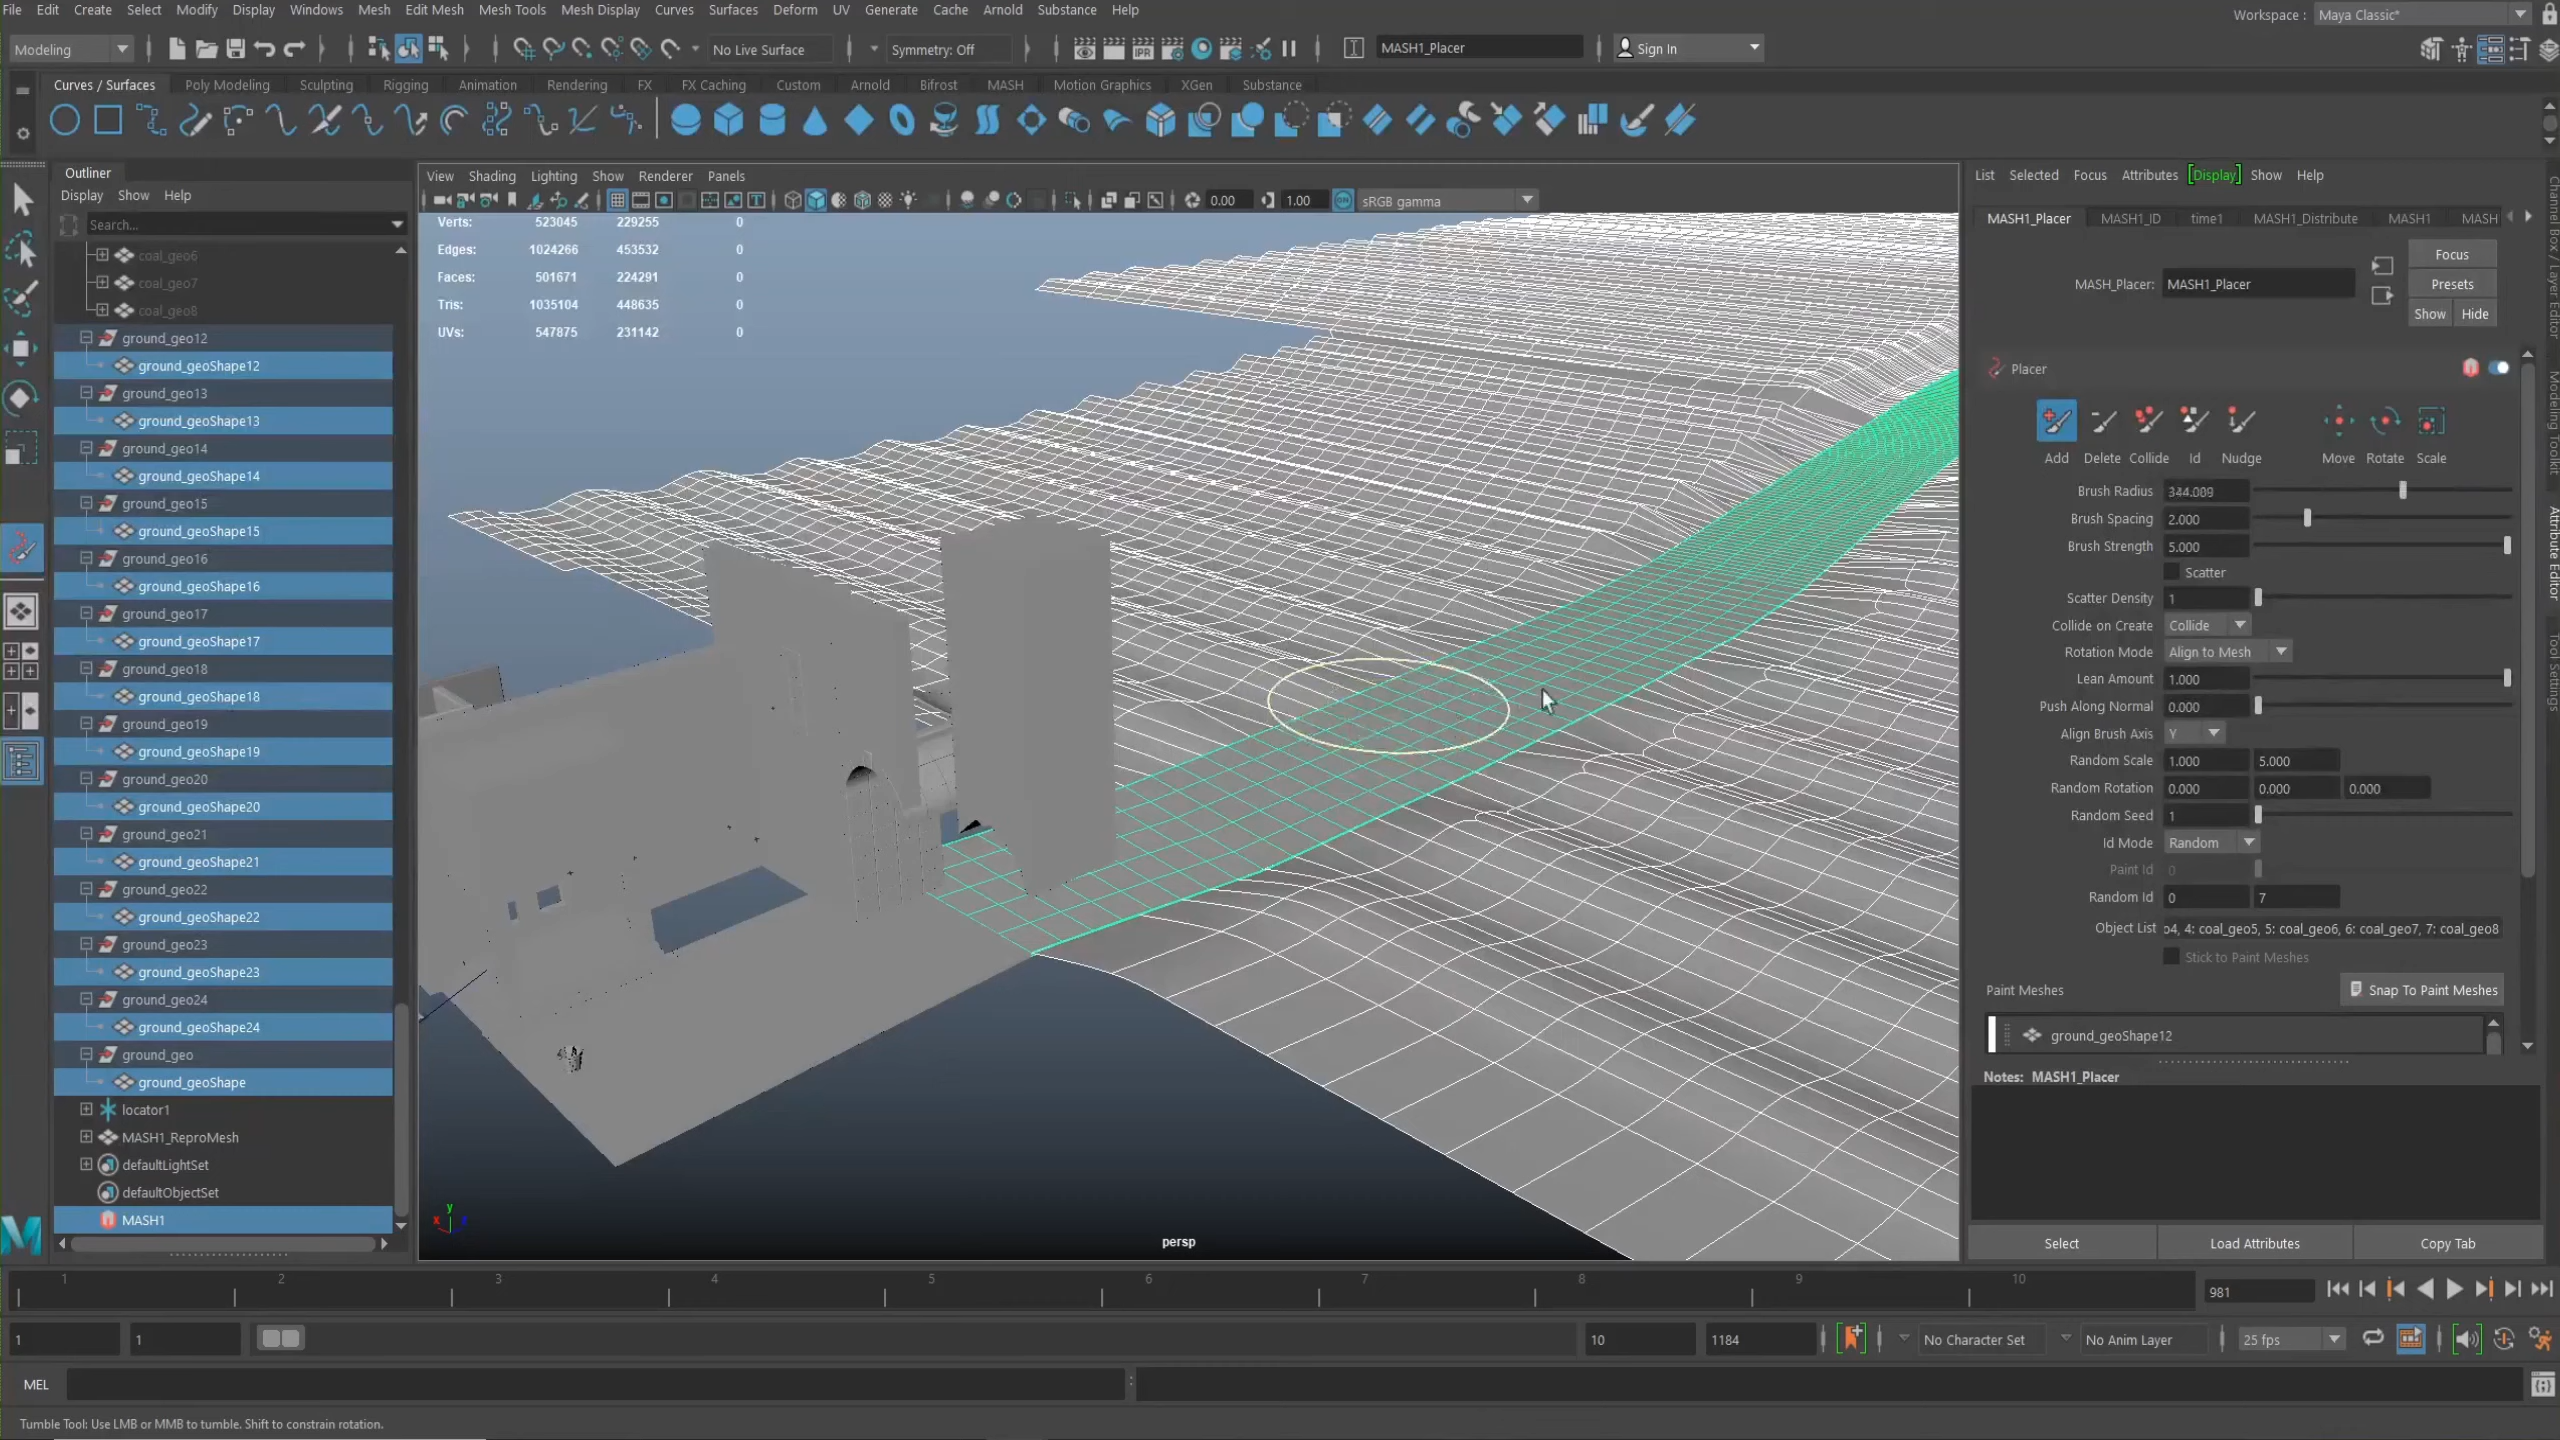 File Edit Create Select Modify Display Windows Mesh Edit Mesh Mesh Tools Mesh Display Curves Surfaces Deform UV Generate Cache Arnold Substance Help
Workspace : Maya Classic*
Modeling No Live Surface Symmetry: Off MASH1_Placer Sign In
Curves / Surfaces Poly Modeling Sculpting Rigging Animation Rendering FX FX Caching Custom Arnold Bifrost MASH Motion Graphics XGen Substance
Outliner
Display Show Help
Search...
coal_geo6
coal_geo7
coal_geo8
ground_geo12
ground_geoShape12
ground_geo13
ground_geoShape13
ground_geo14
ground_geoShape14
ground_geo15
ground_geoShape15
ground_geo16
ground_geoShape16
ground_geo17
ground_geoShape17
ground_geo18
ground_geoShape18
ground_geo19
ground_geoShape19
ground_geo20
ground_geoShape20
ground_geo21
ground_geoShape21
ground_geo22
ground_geoShape22
ground_geo23
ground_geoShape23
ground_geo24
ground_geoShape24
ground_geo
ground_geoShape
locator1
MASH1_ReproMesh
defaultLightSet
defaultObjectSet
MASH1
View Shading Lighting Show Renderer Panels
0.00 1.00 sRGB gamma
Verts: 523045 229255 0
Edges: 1024266 453532 0
Faces: 501671 224291 0
Tris: 1035104 448635 0
UVs: 547875 231142 0
y
x
persp
List Selected Focus Attributes Display Show Help
MASH1_Placer MASH1_ID time1 MASH1_Distribute MASH1 MASH
Focus
MASH_Placer: MASH1_Placer Presets
Show Hide
Placer
Add Delete Collide Id Nudge Move Rotate Scale
Brush Radius 344.009
Brush Spacing 2.000
Brush Strength 5.000
Scatter
Scatter Density 1
Collide on Create Collide
Rotation Mode Align to Mesh
Lean Amount 1.000
Push Along Normal 0.000
Align Brush Axis Y
Random Scale 1.000 5.000
Random Rotation 0.000 0.000 0.000
Random Seed 1
Id Mode Random
Paint Id 0
Random Id 0 7
Object List o4, 4: coal_geo5, 5: coal_geo6, 6: coal_geo7, 7: coal_geo8
Stick to Paint Meshes
Paint Meshes Snap To Paint Meshes
ground_geoShape12
Notes: MASH1_Placer
Select Load Attributes Copy Tab
Channel Box / Layer Editor
Modeling Toolkit
Attribute Editor
Tool Settings
1 2 3 4 5 6 7 8 9 10
981
1 1 10 1184 No Character Set No Anim Layer 25 fps
MEL
Tumble Tool: Use LMB or MMB to tumble. Shift to constrain rotation.